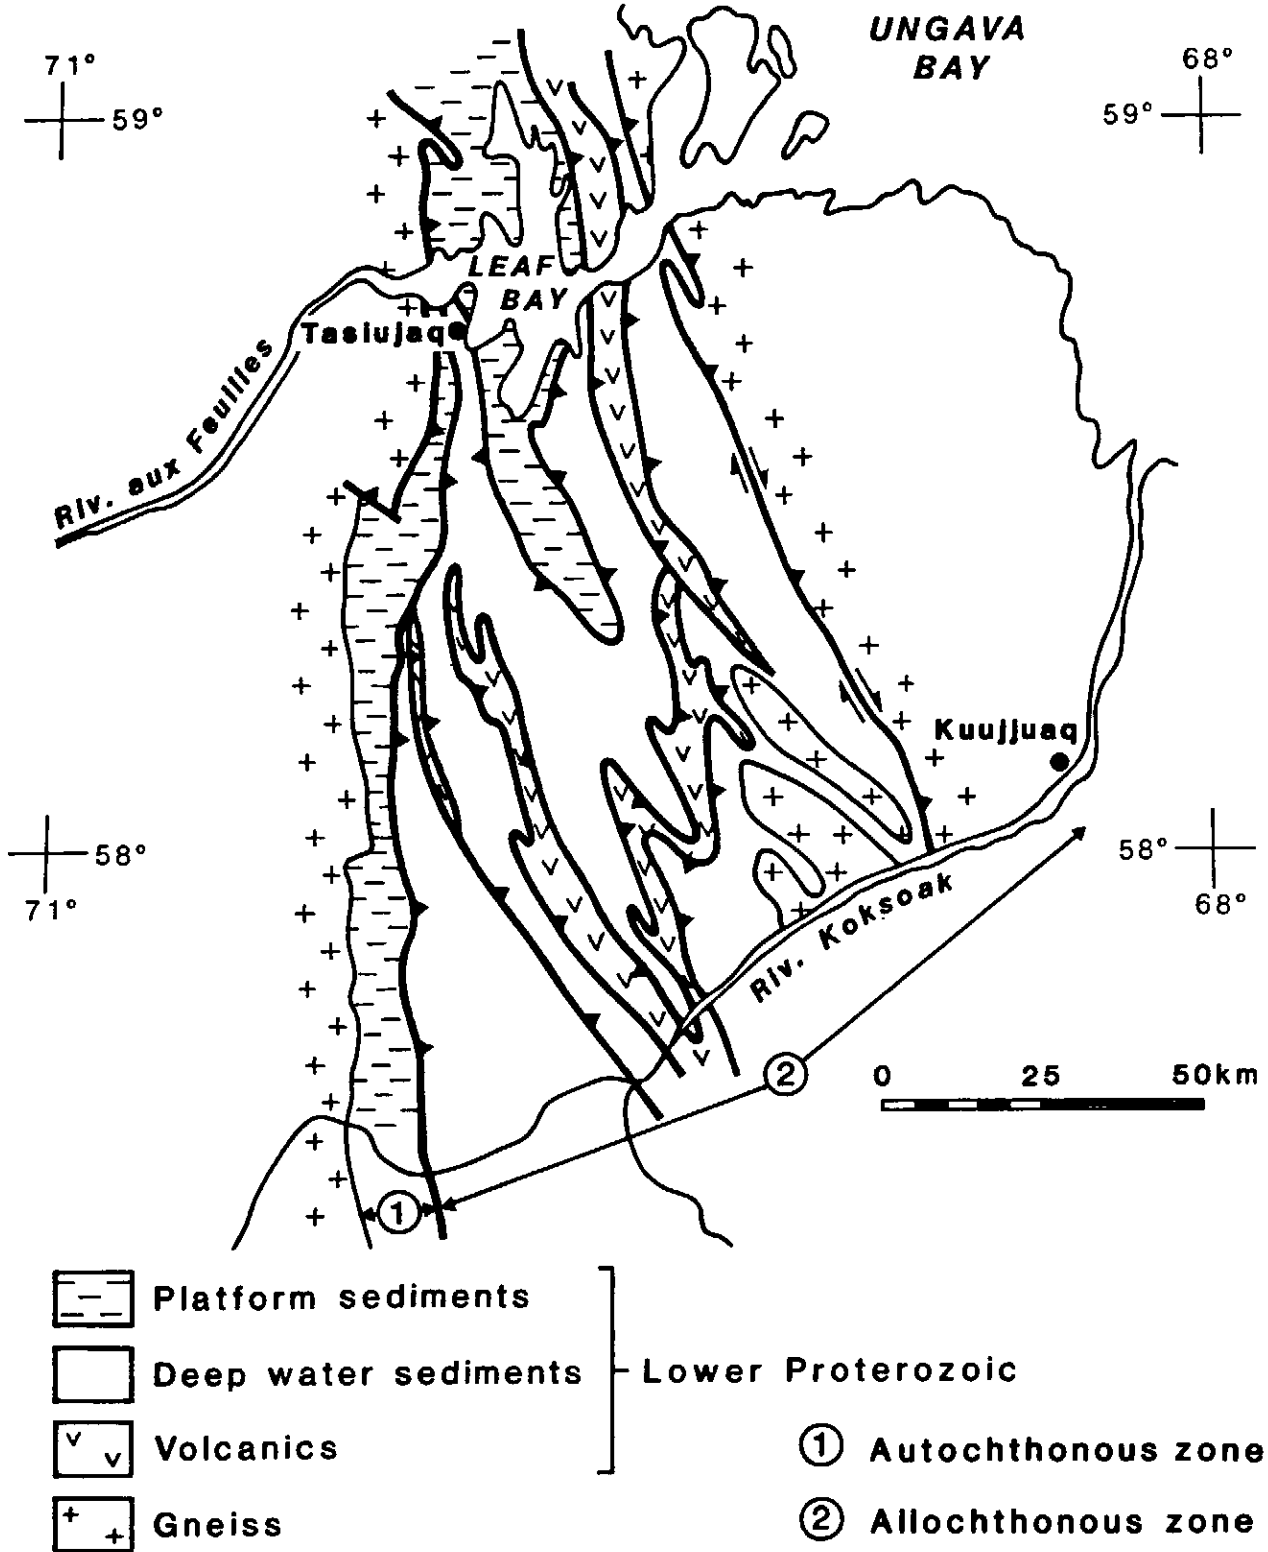 UNGAVA
BAY
71°
59°
68°
59°
LEAF
BAY
Tasiujaq
Riv. aux Feuilles
Kuujjuaq
58°
71°
58°
68°
Riv. Koksoak
2
0 25 50km
1
Platform sediments
Deep water sediments
Lower Proterozoic
Volcanics
1 Autochthonous zone
Gneiss
2 Allochthonous zone